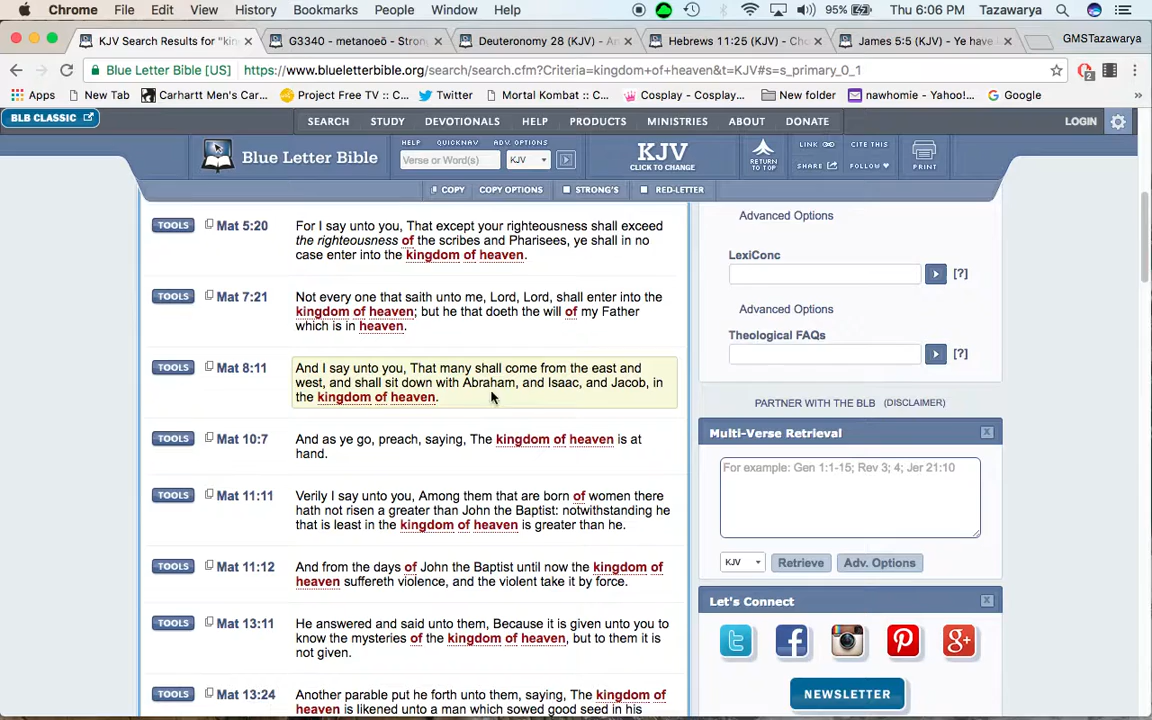 Chrome File Edit View History Bookmarks People Window Help 95% Thu 6:06 PM Tazawarya
KJV Search Results for "kin G3340 - metanoeō - Stron Deuteronomy 28 (KJV) - A Hebrews 11:25 (KJV) - Cho James 5:5 (KJV) - Ye have GMSTazawarya
Blue Letter Bible [US] https://www.blueletterbible.org/search/search.cfm?Criteria=kingdom+of+heaven&t=KJV#s=s_primary_0_1 2
Apps New Tab Carhartt Men's Car... Project Free TV :: C... Twitter Mortal Kombat :: C... Cosplay - Cosplay... New folder nawhomie - Yahoo!... Google »
BLB CLASSIC SEARCH STUDY DEVOTIONALS HELP PRODUCTS MINISTRIES ABOUT DONATE LOGIN
Blue Letter Bible
HELP QUICKNAV ADV. OPTIONS
Verse or Word(s) KJV
KJV
CLICK TO CHANGE
RETURN
TO TOP
LINK CITE THIS
SHARE FOLLOW
PRINT
COPY COPY OPTIONS STRONG'S RED-LETTER
TOOLS Mat 5:20 For I say unto you, That except your righteousness shall exceed
the righteousness of the scribes and Pharisees, ye shall in no
case enter into the kingdom of heaven.
TOOLS Mat 7:21 Not every one that saith unto me, Lord, Lord, shall enter into the
kingdom of heaven; but he that doeth the will of my Father
which is in heaven.
TOOLS Mat 8:11 And I say unto you, That many shall come from the east and
west, and shall sit down with Abraham, and Isaac, and Jacob, in
the kingdom of heaven.
TOOLS Mat 10:7 And as ye go, preach, saying, The kingdom of heaven is at
hand.
TOOLS Mat 11:11 Verily I say unto you, Among them that are born of women there
hath not risen a greater than John the Baptist: notwithstanding he
that is least in the kingdom of heaven is greater than he.
TOOLS Mat 11:12 And from the days of John the Baptist until now the kingdom of
heaven suffereth violence, and the violent take it by force.
TOOLS Mat 13:11 He answered and said unto them, Because it is given unto you to
know the mysteries of the kingdom of heaven, but to them it is
not given.
TOOLS Mat 13:24 Another parable put he forth unto them, saying, The kingdom of
heaven is likened unto a man which sowed good seed in his
Advanced Options
LexiConc
[?]
Advanced Options
Theological FAQs
[?]
PARTNER WITH THE BLB (DISCLAIMER)
Multi-Verse Retrieval
For example: Gen 1:1-15; Rev 3; 4; Jer 21:10
KJV Retrieve Adv. Options
Let's Connect
NEWSLETTER